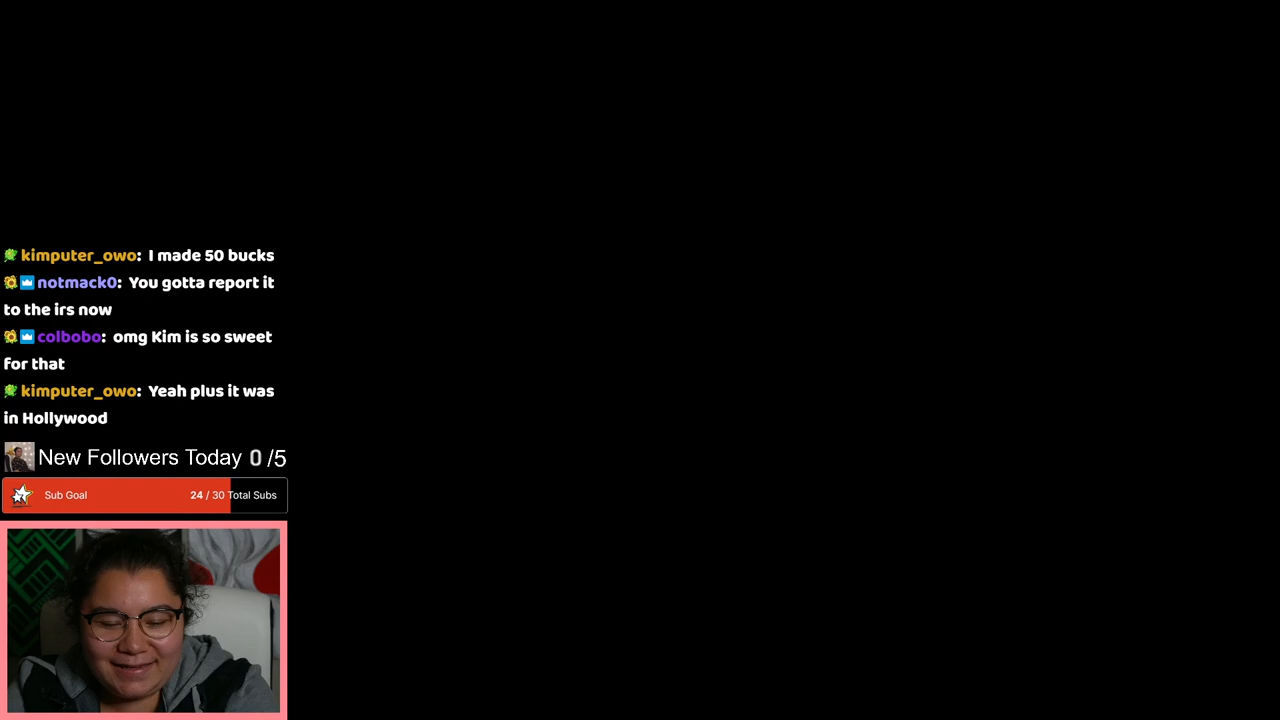 kimputer_owo: I made 50 bucks
notmack0: You gotta report it
to the irs now
colbobo: omg Kim is so sweet
for that
kimputer_owo: Yeah plus it was
in Hollywood
New Followers Today 0 /5
Sub Goal 24 / 30 Total Subs